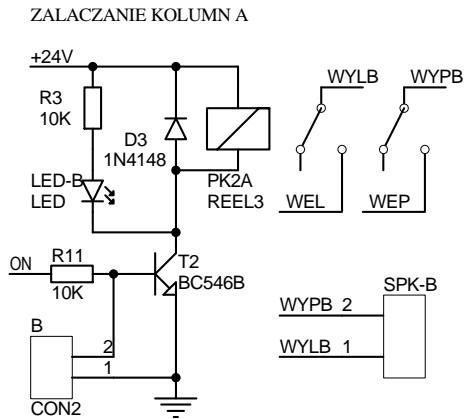 ZALACZANIE KOLUMN A
+24V
WYLB
WYPB
R3
10K
D3
1N4148
LED-B
LED
PK2A
REEL3
WEL
WEP
ON
R11
10K
T2
BC546B
SPK-B
B
WYPB 2
2
WYLB 1
1
CON2